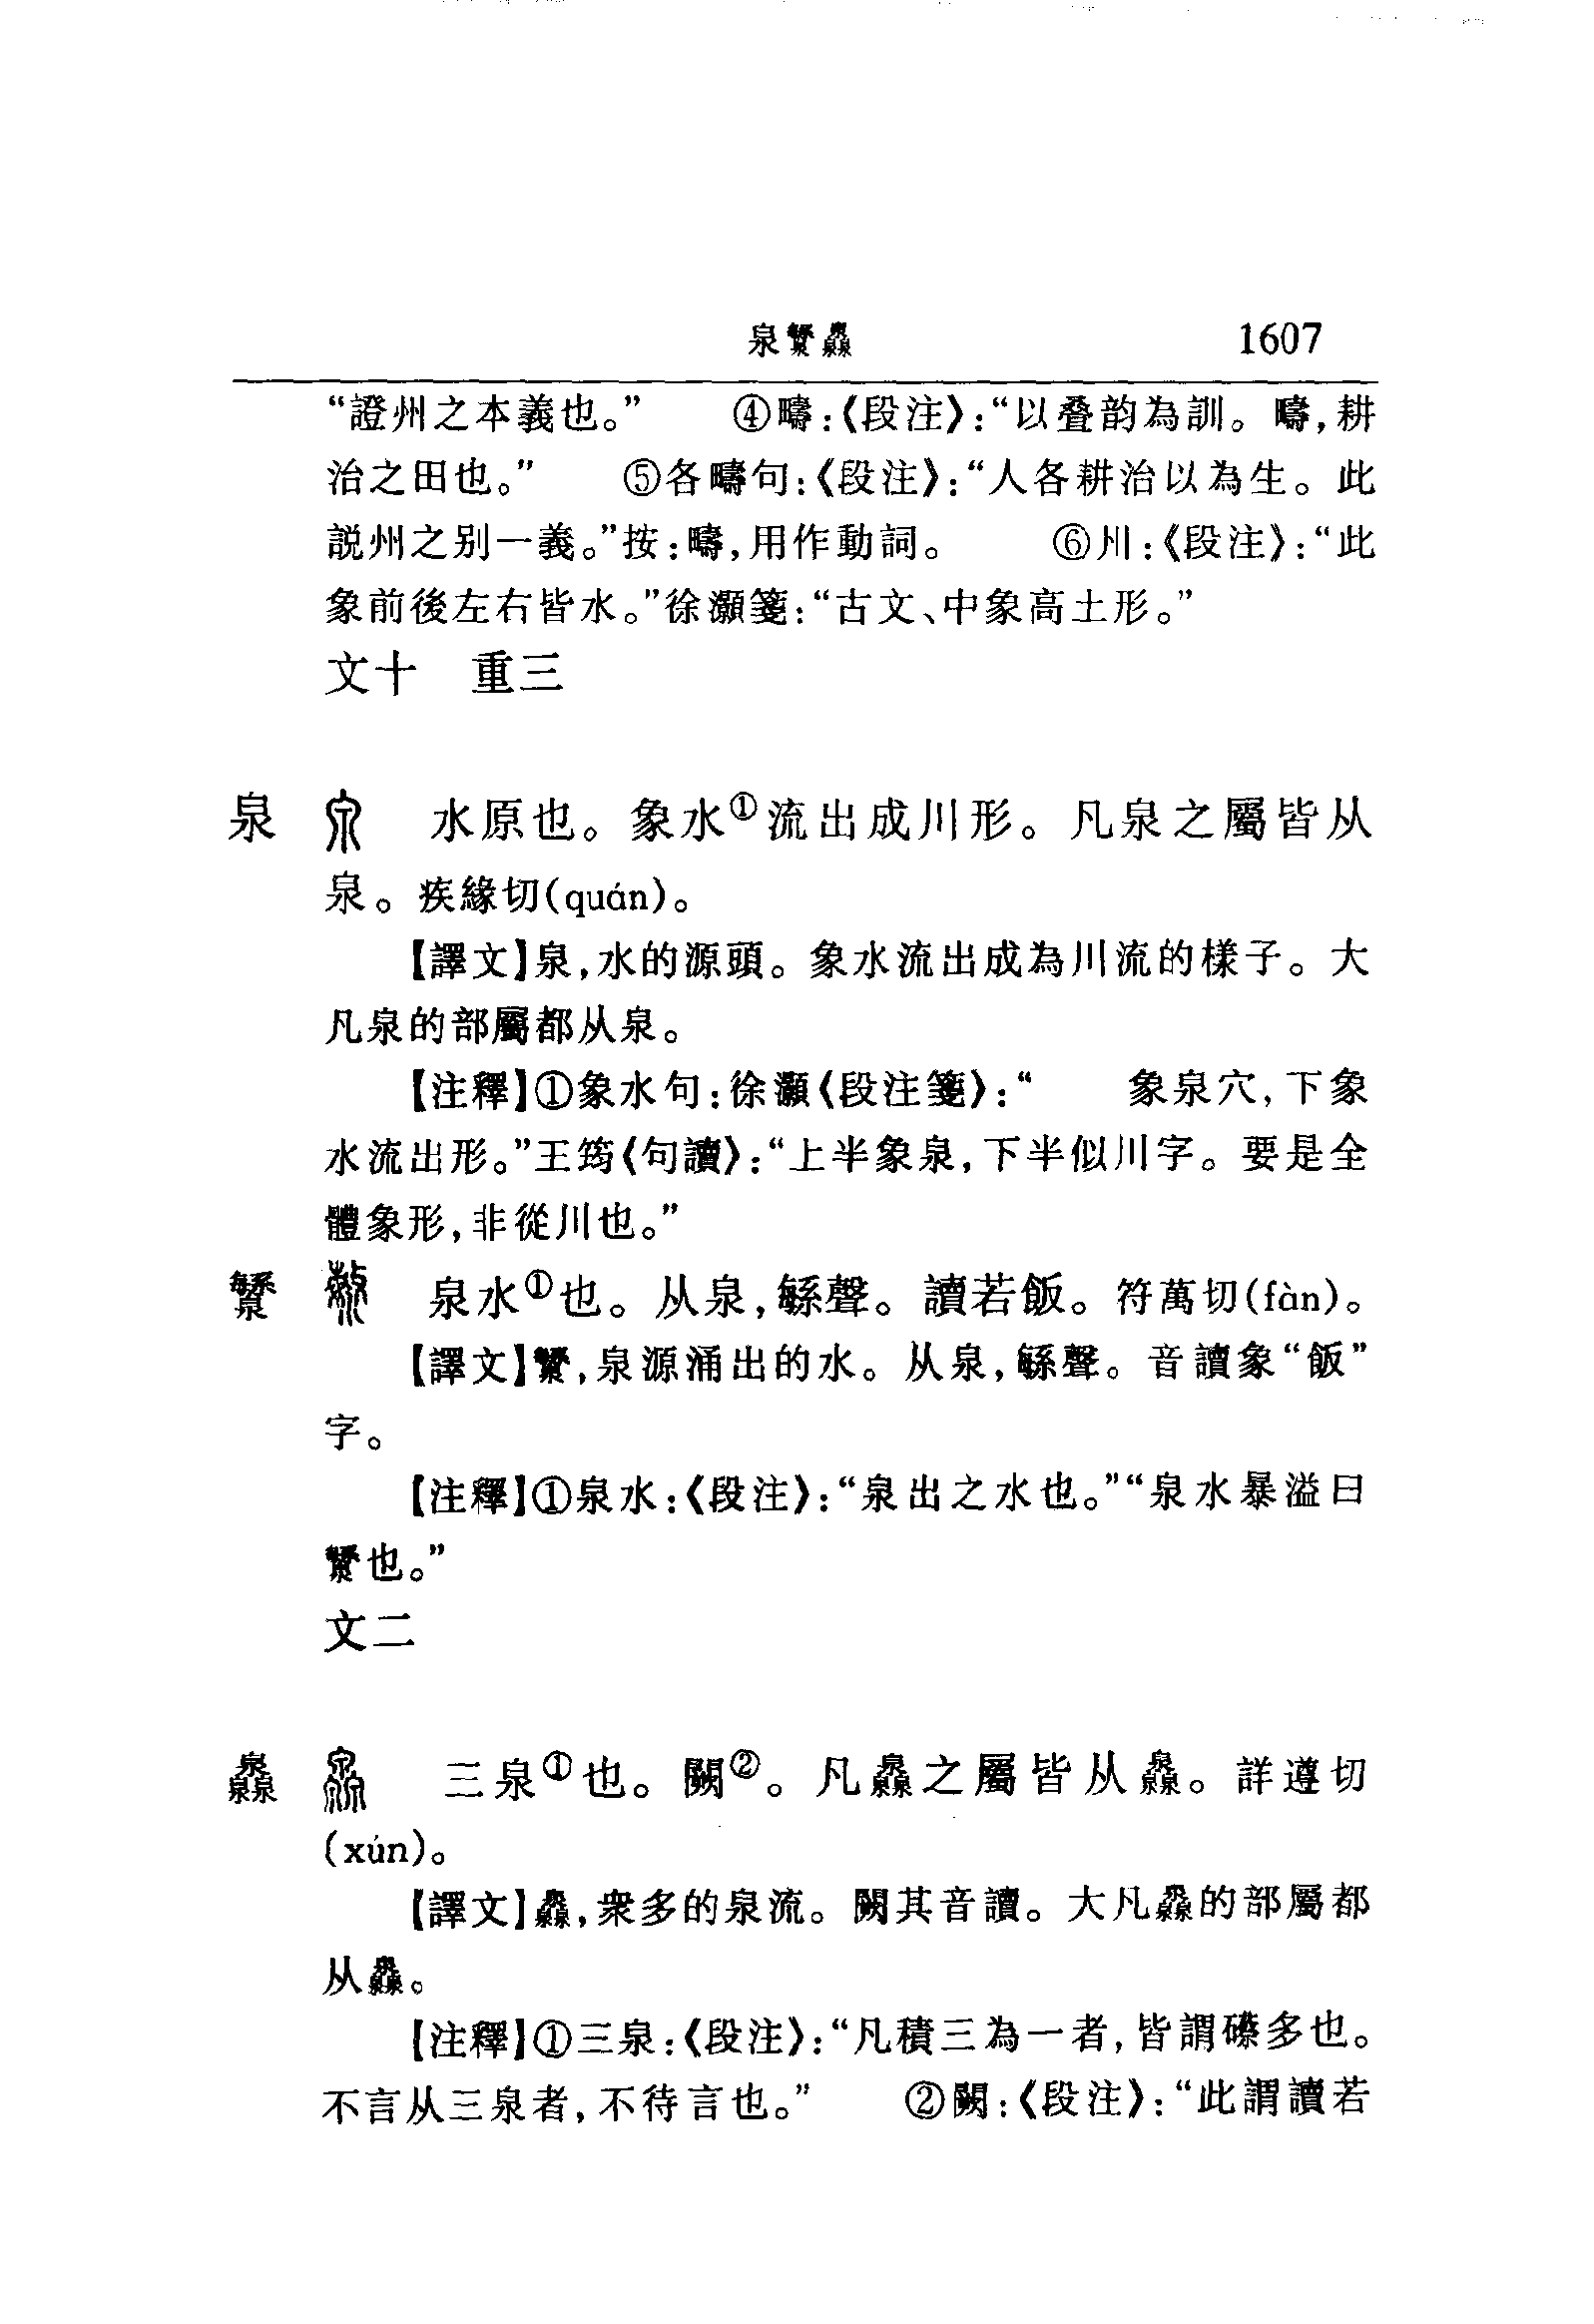 泉灥 1607
“證州之本義也。” ④疇:《段注》:“以叠韵為訓。疇,耕
治之田也。” ⑤各疇句:《段注》:“人各耕治以為生。此
説州之别一義。”按:疇,用作動詞。 ⑥川:《段注》:“此
象前後左右皆水。”徐灝箋:“古文、中象高土形。”
文十 重三
泉 水原也。象水①流出成川形。凡泉之屬皆从
泉。疾緣切(quán)。
【譯文】泉,水的源頭。象水流出成為川流的樣子。大
凡泉的部屬都从泉。
【注釋】①象水句:徐灝《段注箋》:“ 象泉穴,下象
水流出形。”王筠《句讀》:“上半象泉,下半似川字。要是全
體象形,非從川也。”
泉水①也。从泉,緐聲。讀若飯。符萬切(fàn)。
【譯文】,泉源涌出的水。从泉,緐聲。音讀象“飯”
字。
【注釋】①泉水:《段注》:“泉出之水也。”“泉水暴溢曰
也。”
文二
灥 三泉①也。闕②。凡灥之屬皆从灥。詳遵切
(xún)。
【譯文】灥,衆多的泉流。闕其音讀。大凡灥的部屬都
从灥。
【注釋】①三泉:《段注》:“凡積三為一者,皆謂礫多也。
不言从三泉者,不待言也。” ②闕:《段注》:“此謂讀若